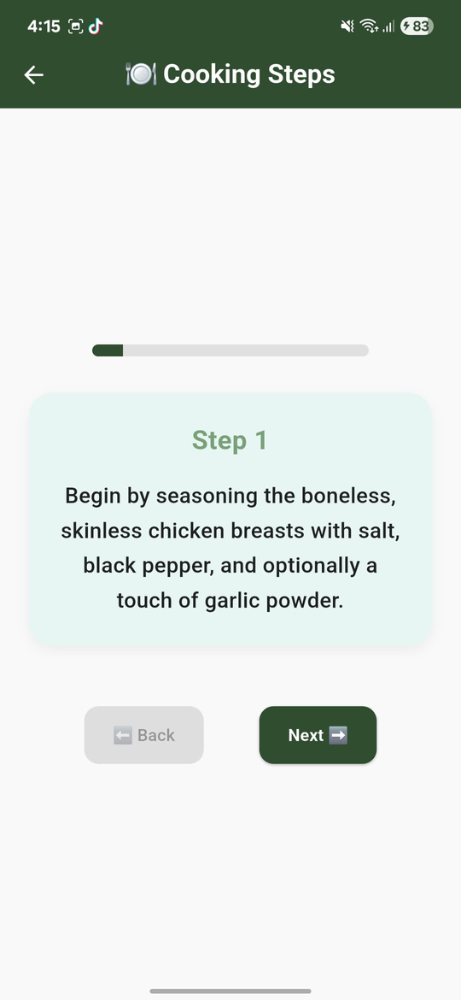 4:15
83
🍽️ Cooking Steps
Step 1
Begin by seasoning the boneless,
skinless chicken breasts with salt,
black pepper, and optionally a
touch of garlic powder.
⬅️ Back
Next ➡️